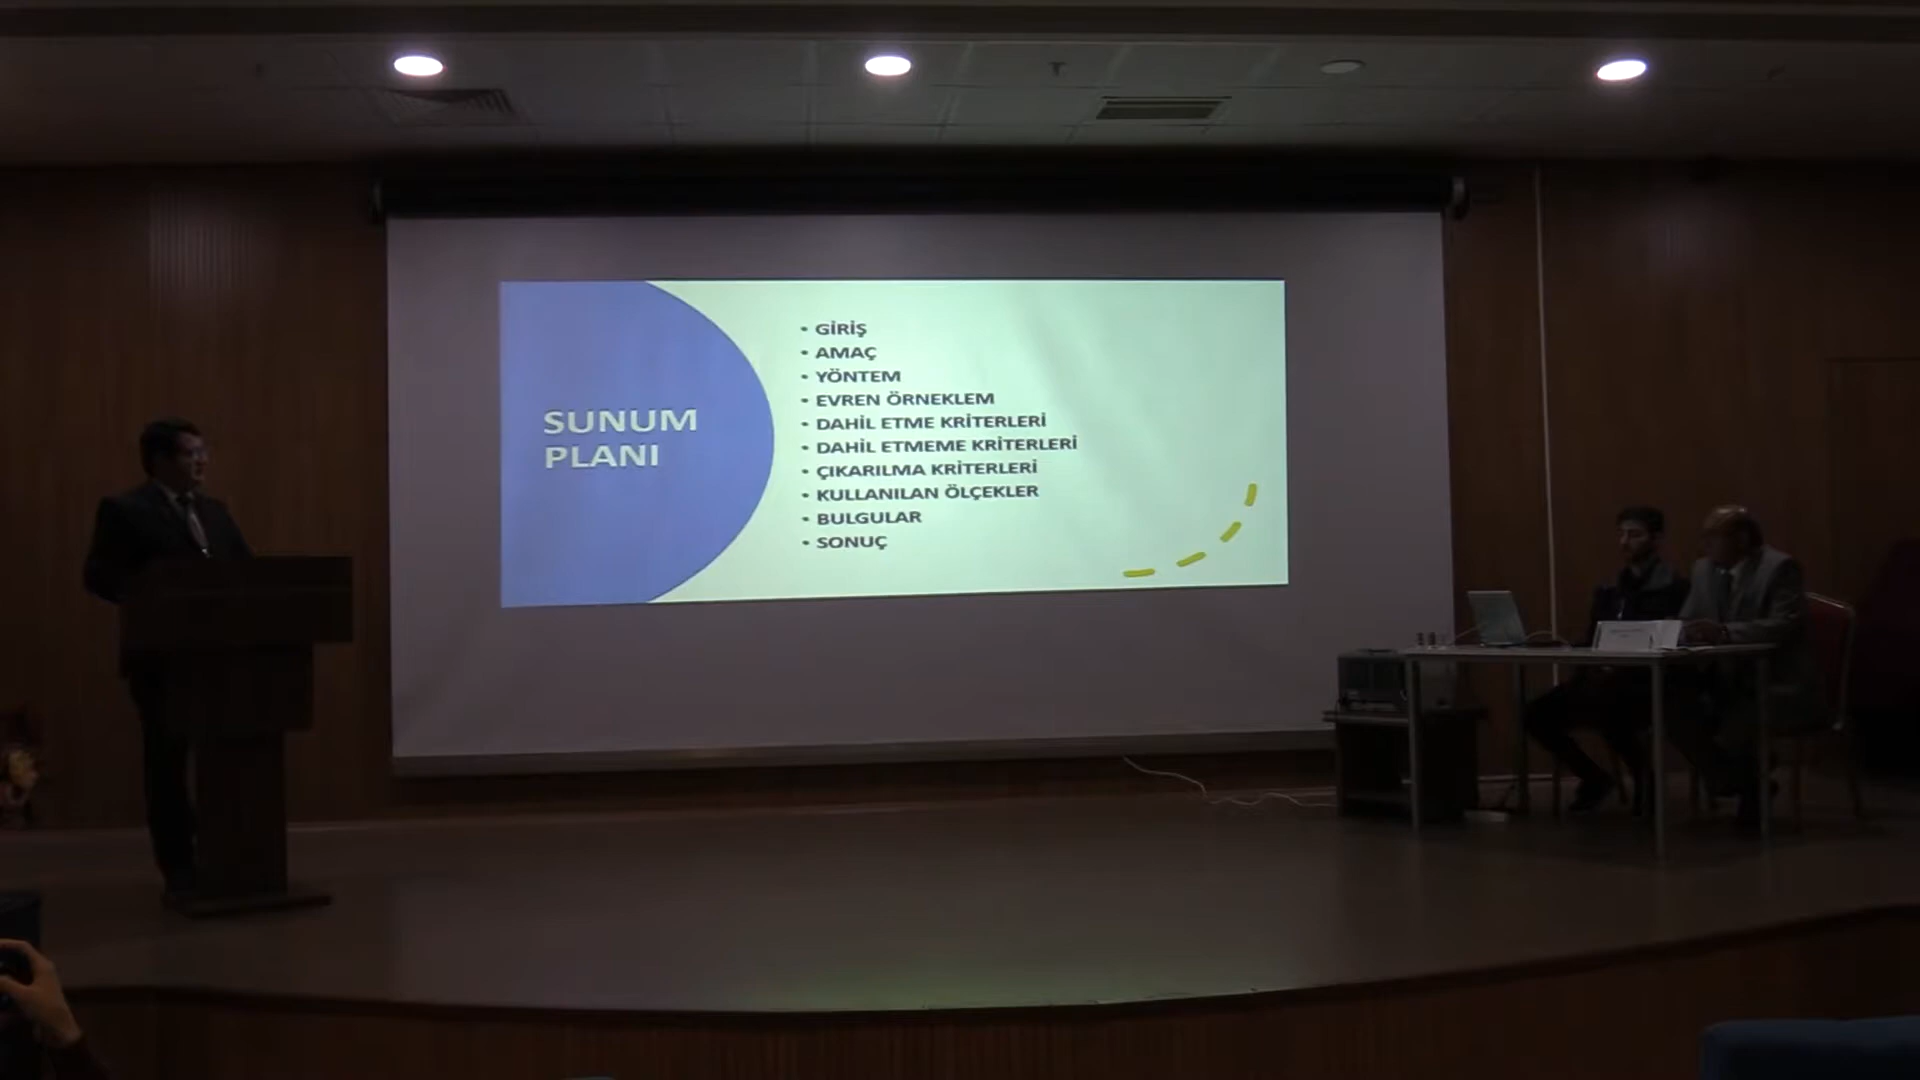 SUNUM
PLANI
• GİRİŞ
• AMAÇ
• YÖNTEM
• EVREN ÖRNEKLEM
• DAHİL ETME KRİTERLERİ
• DAHİL ETMEME KRİTERLERİ
• ÇIKARILMA KRİTERLERİ
• KULLANILAN ÖLÇEKLER
• BULGULAR
• SONUÇ